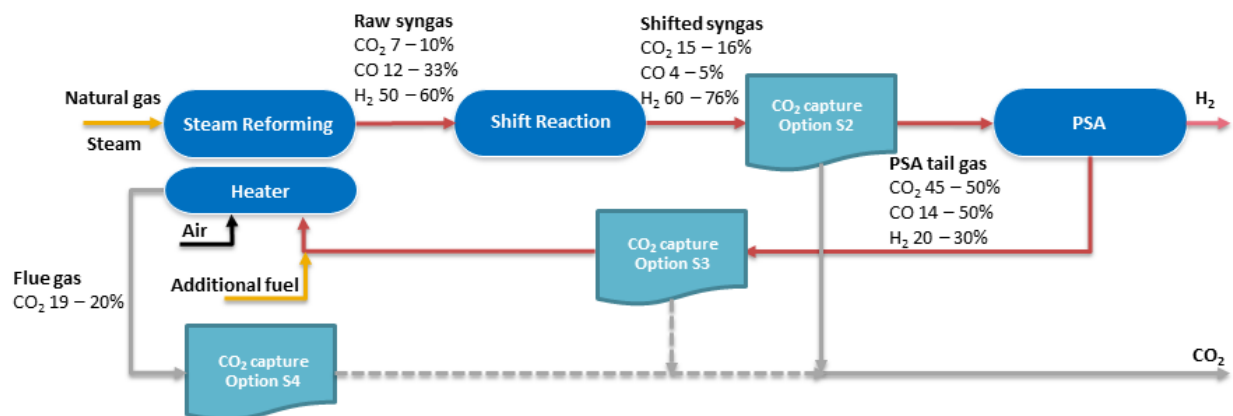 Raw syngas
CO₂ 7 – 10%
CO 12 – 33%
H₂ 50 – 60%
Shifted syngas
CO₂ 15 – 16%
CO 4 – 5%
H₂ 60 – 76%
Natural gas
Steam
Steam Reforming
Shift Reaction
CO₂ capture
Option S2
PSA
H₂
Heater
Air
Additional fuel
PSA tail gas
CO₂ 45 – 50%
CO 14 – 50%
H₂ 20 – 30%
CO₂ capture
Option S3
Flue gas
CO₂ 19 – 20%
CO₂ capture
Option S4
CO₂